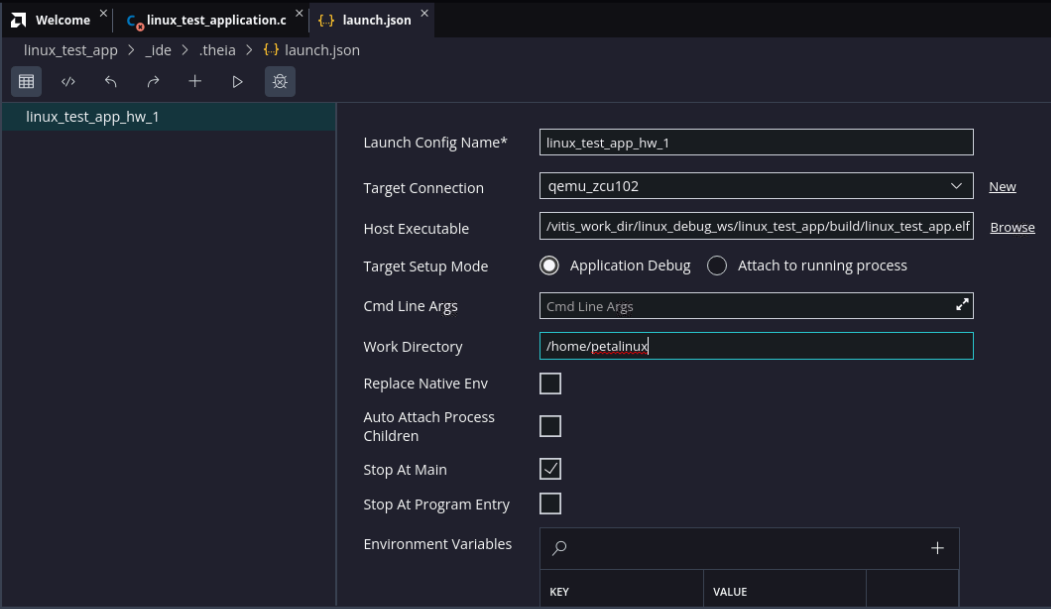 Welcome linux_test_application.c launch.json
linux_test_app > _ide > .theia > launch.json
linux_test_app_hw_1
Launch Config Name* linux_test_app_hw_1
Target Connection qemu_zcu102 New
Host Executable /vitis_work_dir/linux_debug_ws/linux_test_app/build/linux_test_app.elf Browse
Target Setup Mode Application Debug Attach to running process
Cmd Line Args Cmd Line Args
Work Directory /home/petalinux
Replace Native Env
Auto Attach Process
Children
Stop At Main
Stop At Program Entry
Environment Variables
KEY VALUE